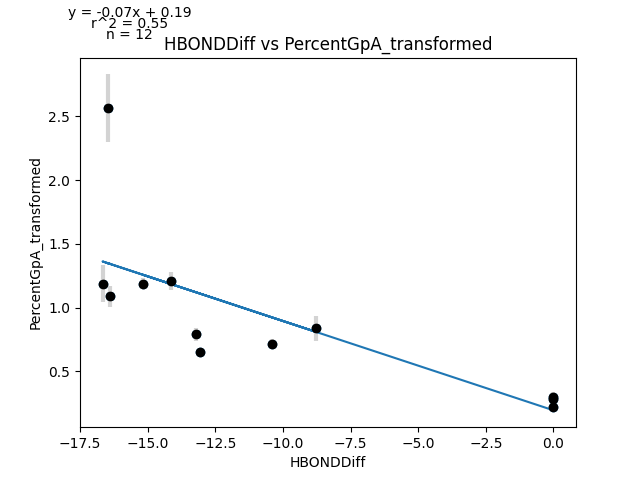 y = -0.07x + 0.19
r^2 = 0.55
n = 12
HBONDDiff vs PercentGpA_transformed
PercentGpA_transformed
2.5
2.0
1.5
1.0
0.5
−17.5 −15.0 −12.5 −10.0 −7.5 −5.0 −2.5 0.0
HBONDDiff